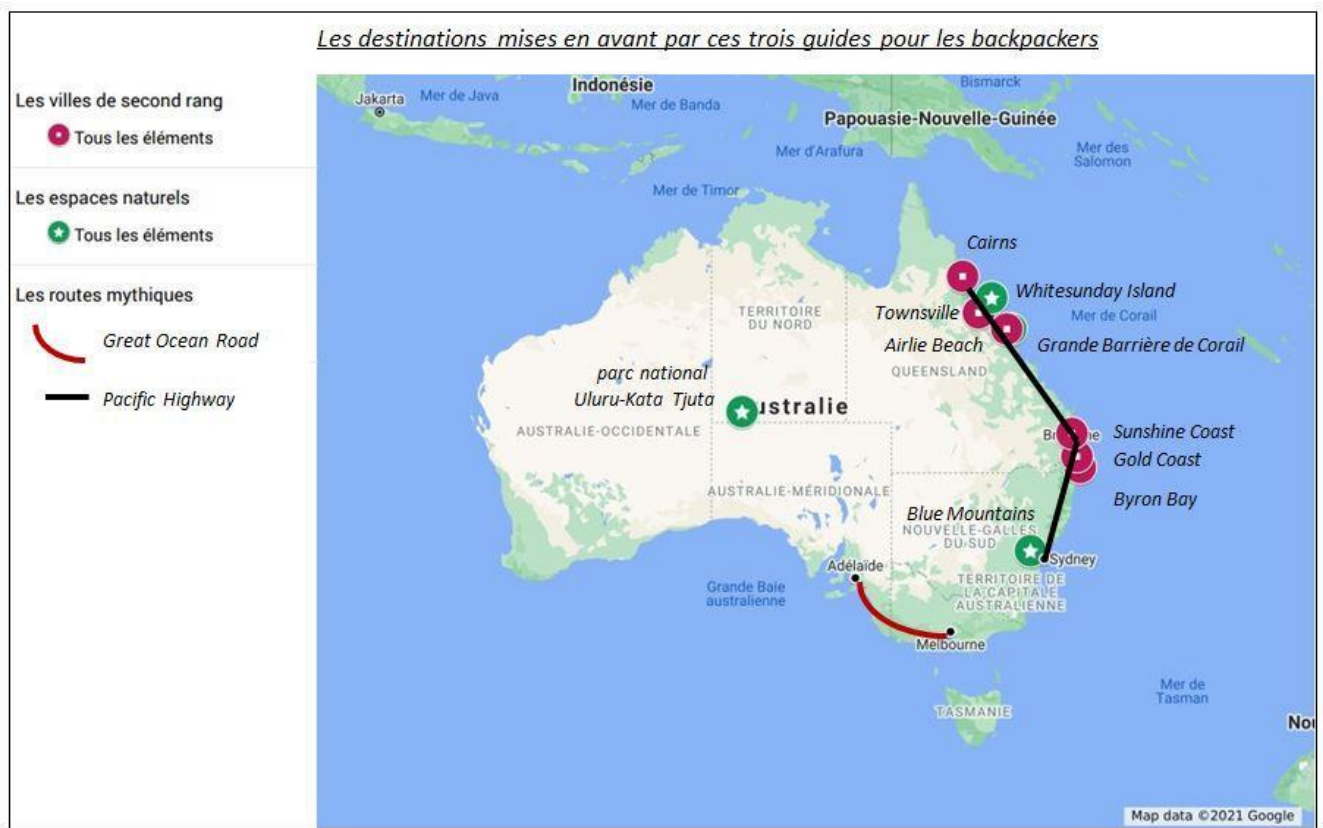 Les destinations mises en avant par ces trois guides pour les backpackers
Les villes de second rang
Tous les éléments
Les espaces naturels
Tous les éléments
Les routes mythiques
Great Ocean Road
Pacific Highway
Indonésie
Bismarck
Jakarta
Mer de Java
Mer de Banda
Papouasie-Nouvelle-Guinée
Mer d'Arafura
Mer des
Salomon
Mer de Timor
Cairns
Whitesunday Island
TERRITOIRE
DU NORD
Townsville
Mer de Corail
Airlie Beach
Grande Barrière de Corail
QUEENSLAND
parc national
Uluru-Kata Tjuta
ustralie
AUSTRALIE-OCCIDENTALE
Sunshine Coast
Gold Coast
Byron Bay
AUSTRALIE-MÉRIDIONALE
Blue Mountains
NOUVELLE-GALLES
DU SUD
Sydney
Adélaïde
TERRITOIRE DE
LA CAPITALE
AUSTRALIENNE
Grande Baie
australienne
Melbourne
Mer de
Tasman
TASMANIE
Nou
Map data ©2021 Google